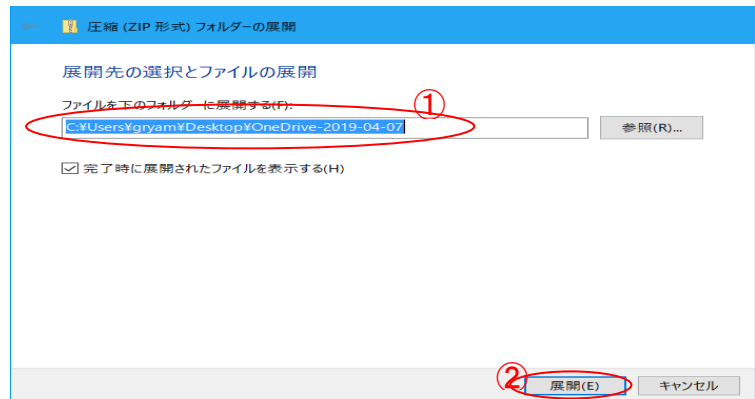 圧縮 (ZIP 形式) フォルダーの展開
展開先の選択とファイルの展開
ファイルを下のフォルダーに展開する(F):
①
C:¥Users¥gryam¥Desktop¥OneDrive-2019-04-07
参照(R)...
完了時に展開されたファイルを表示する(H)
②
展開(E)
キャンセル